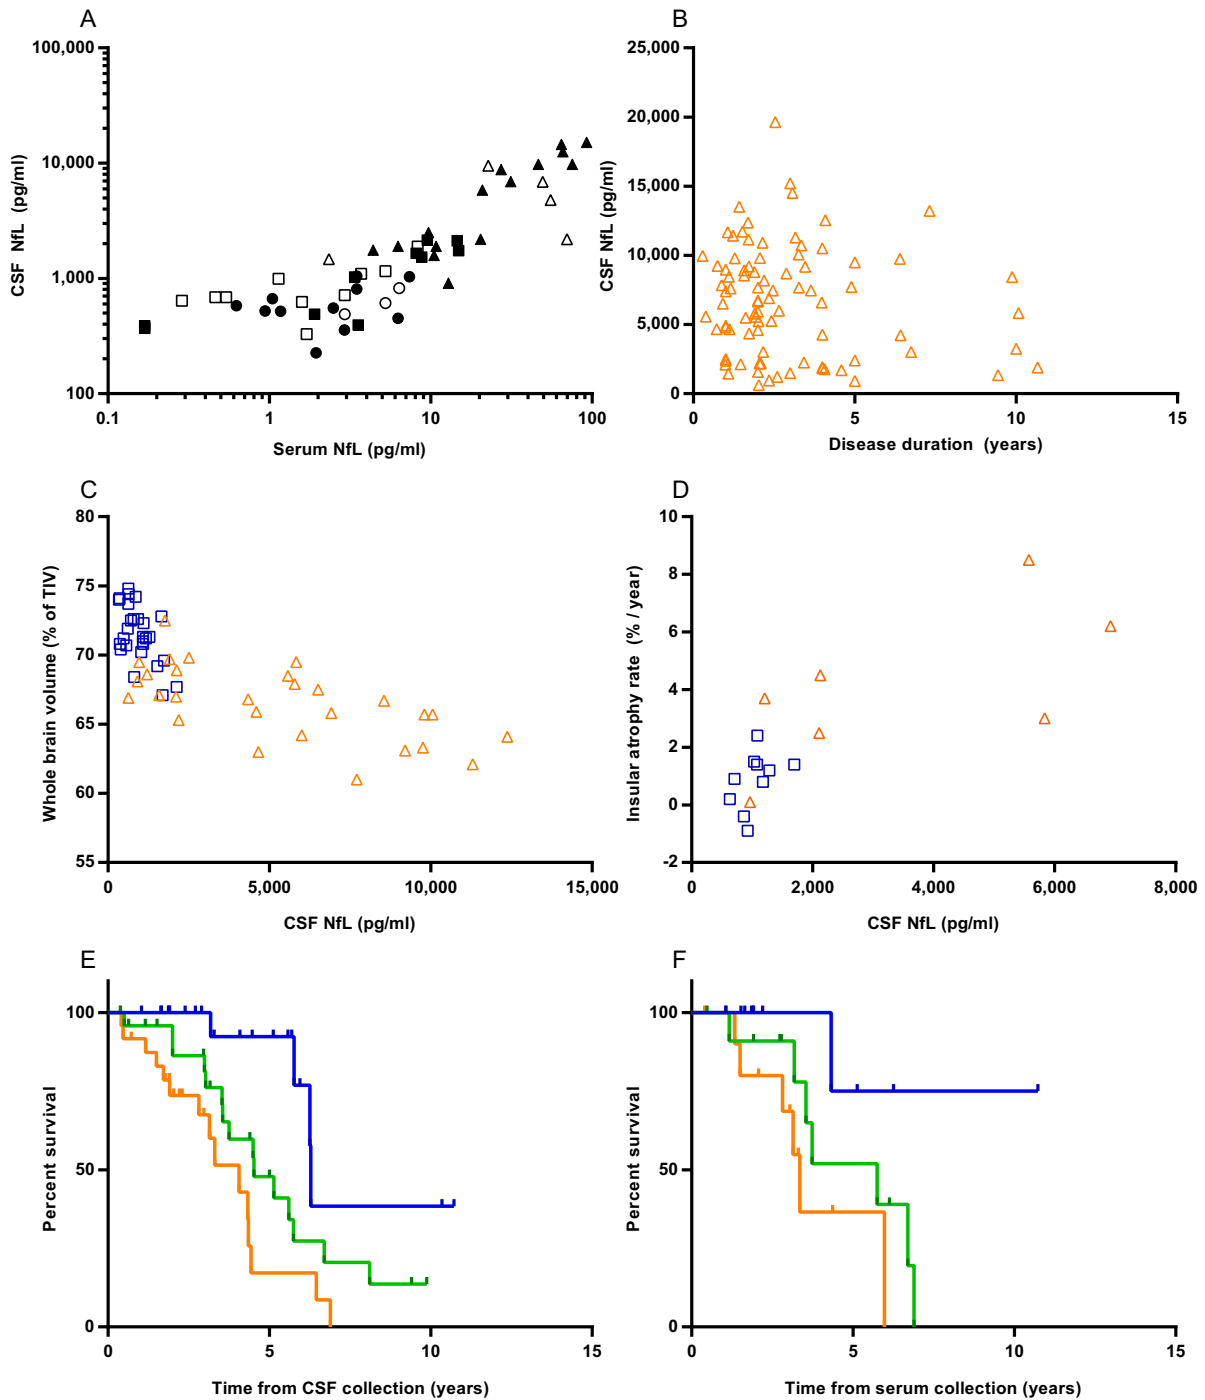 A
100,000
10,000
1,000
100
CSF NfL (pg/ml)
0.1 1 10 100
Serum NfL (pg/ml)
B
25,000
20,000
15,000
10,000
5,000
0
CSF NfL (pg/ml)
0 5 10 15
Disease duration (years)
C
80
75
70
65
60
55
Whole brain volume (% of TIV)
0 5,000 10,000 15,000
CSF NfL (pg/ml)
D
10
8
6
4
2
0
-2
Insular atrophy rate (% / year)
0 2,000 4,000 6,000 8,000
CSF NfL (pg/ml)
E
100
50
0
Percent survival
0 5 10 15
Time from CSF collection (years)
F
100
50
0
Percent survival
0 5 10 15
Time from serum collection (years)